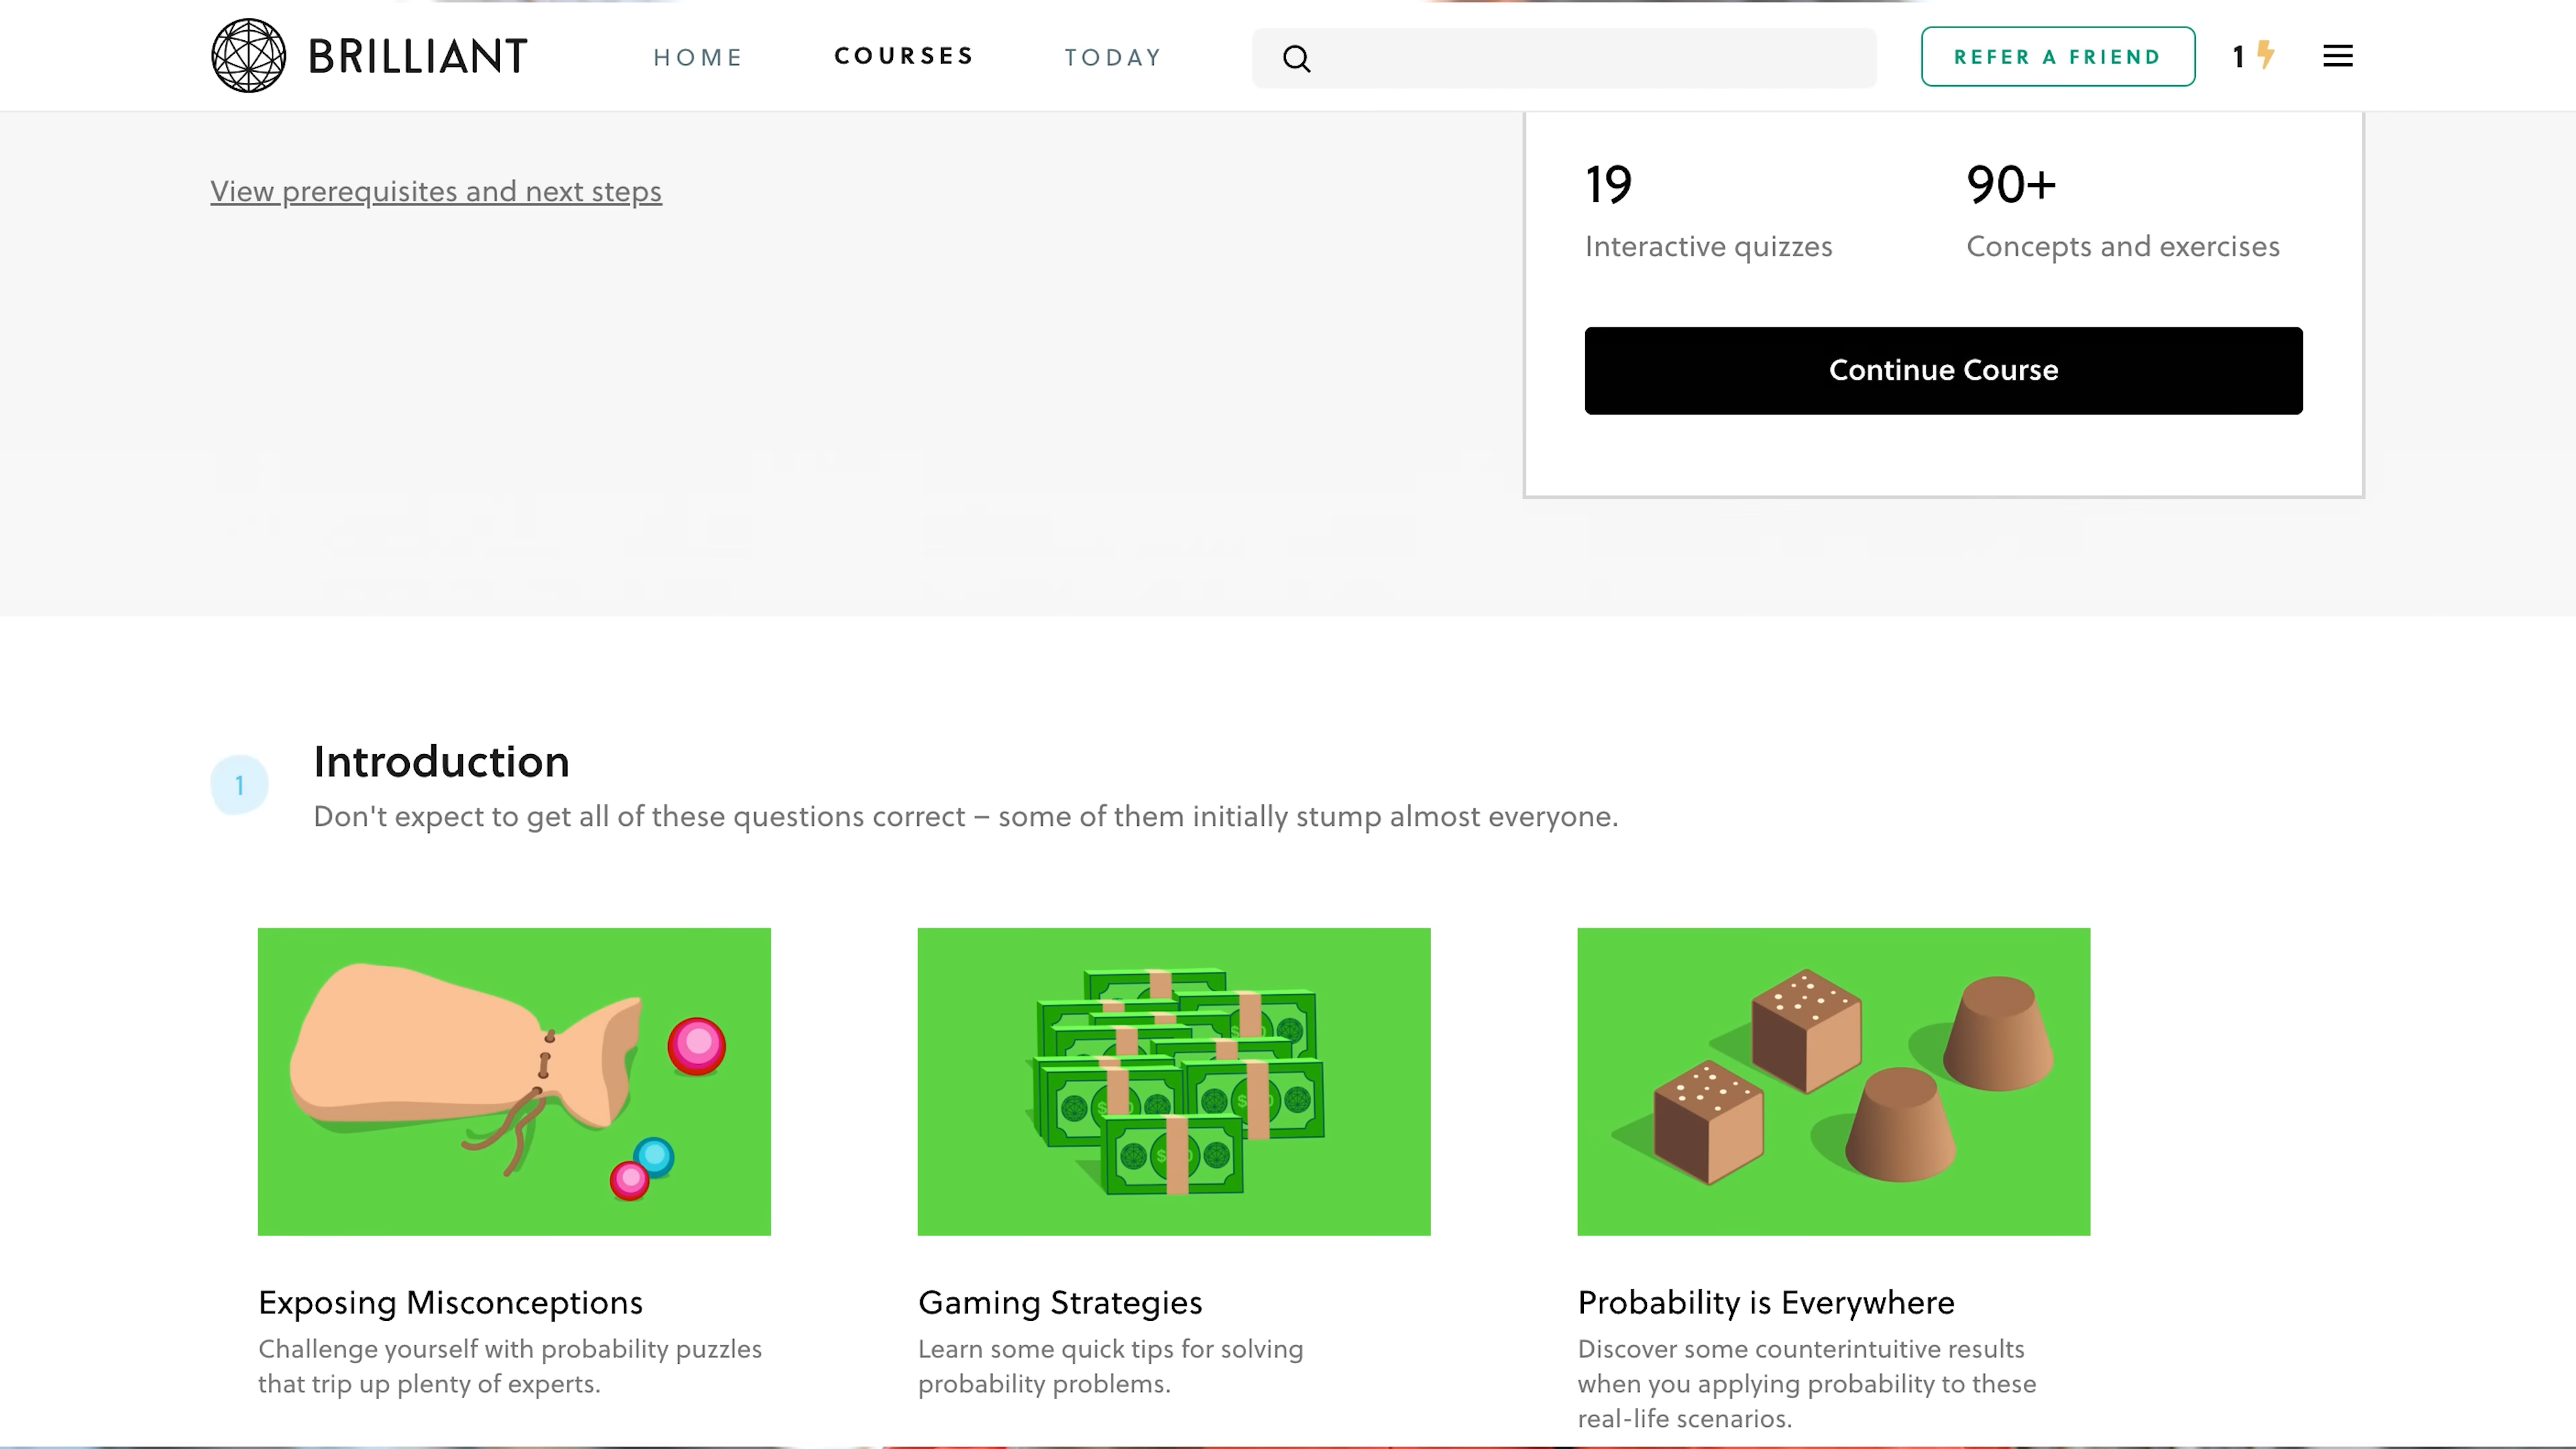 BRILLIANT
HOME
COURSES
TODAY
REFER A FRIEND
1
View prerequisites and next steps
19
Interactive quizzes
90+
Concepts and exercises
Continue Course
1
Introduction
Don't expect to get all of these questions correct – some of them initially stump almost everyone.
Exposing Misconceptions
Challenge yourself with probability puzzles
that trip up plenty of experts.
Gaming Strategies
Learn some quick tips for solving
probability problems.
Probability is Everywhere
Discover some counterintuitive results
when you applying probability to these
real-life scenarios.